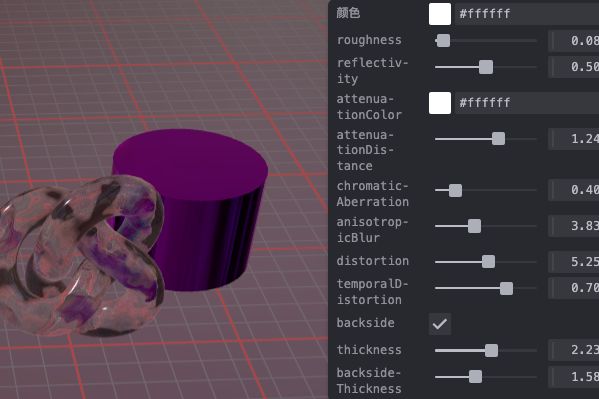 颜色 #ffffff
roughness 0.08
reflectiv-
ity 0.50
attenua-
tionColor #ffffff
attenua-
tionDis-
tance 1.24
chromatic-
Aberration 0.40
anisotrop-
icBlur 3.83
distortion 5.25
temporalD-
istortion 0.70
backside
thickness 2.23
backside-
Thickness 1.58